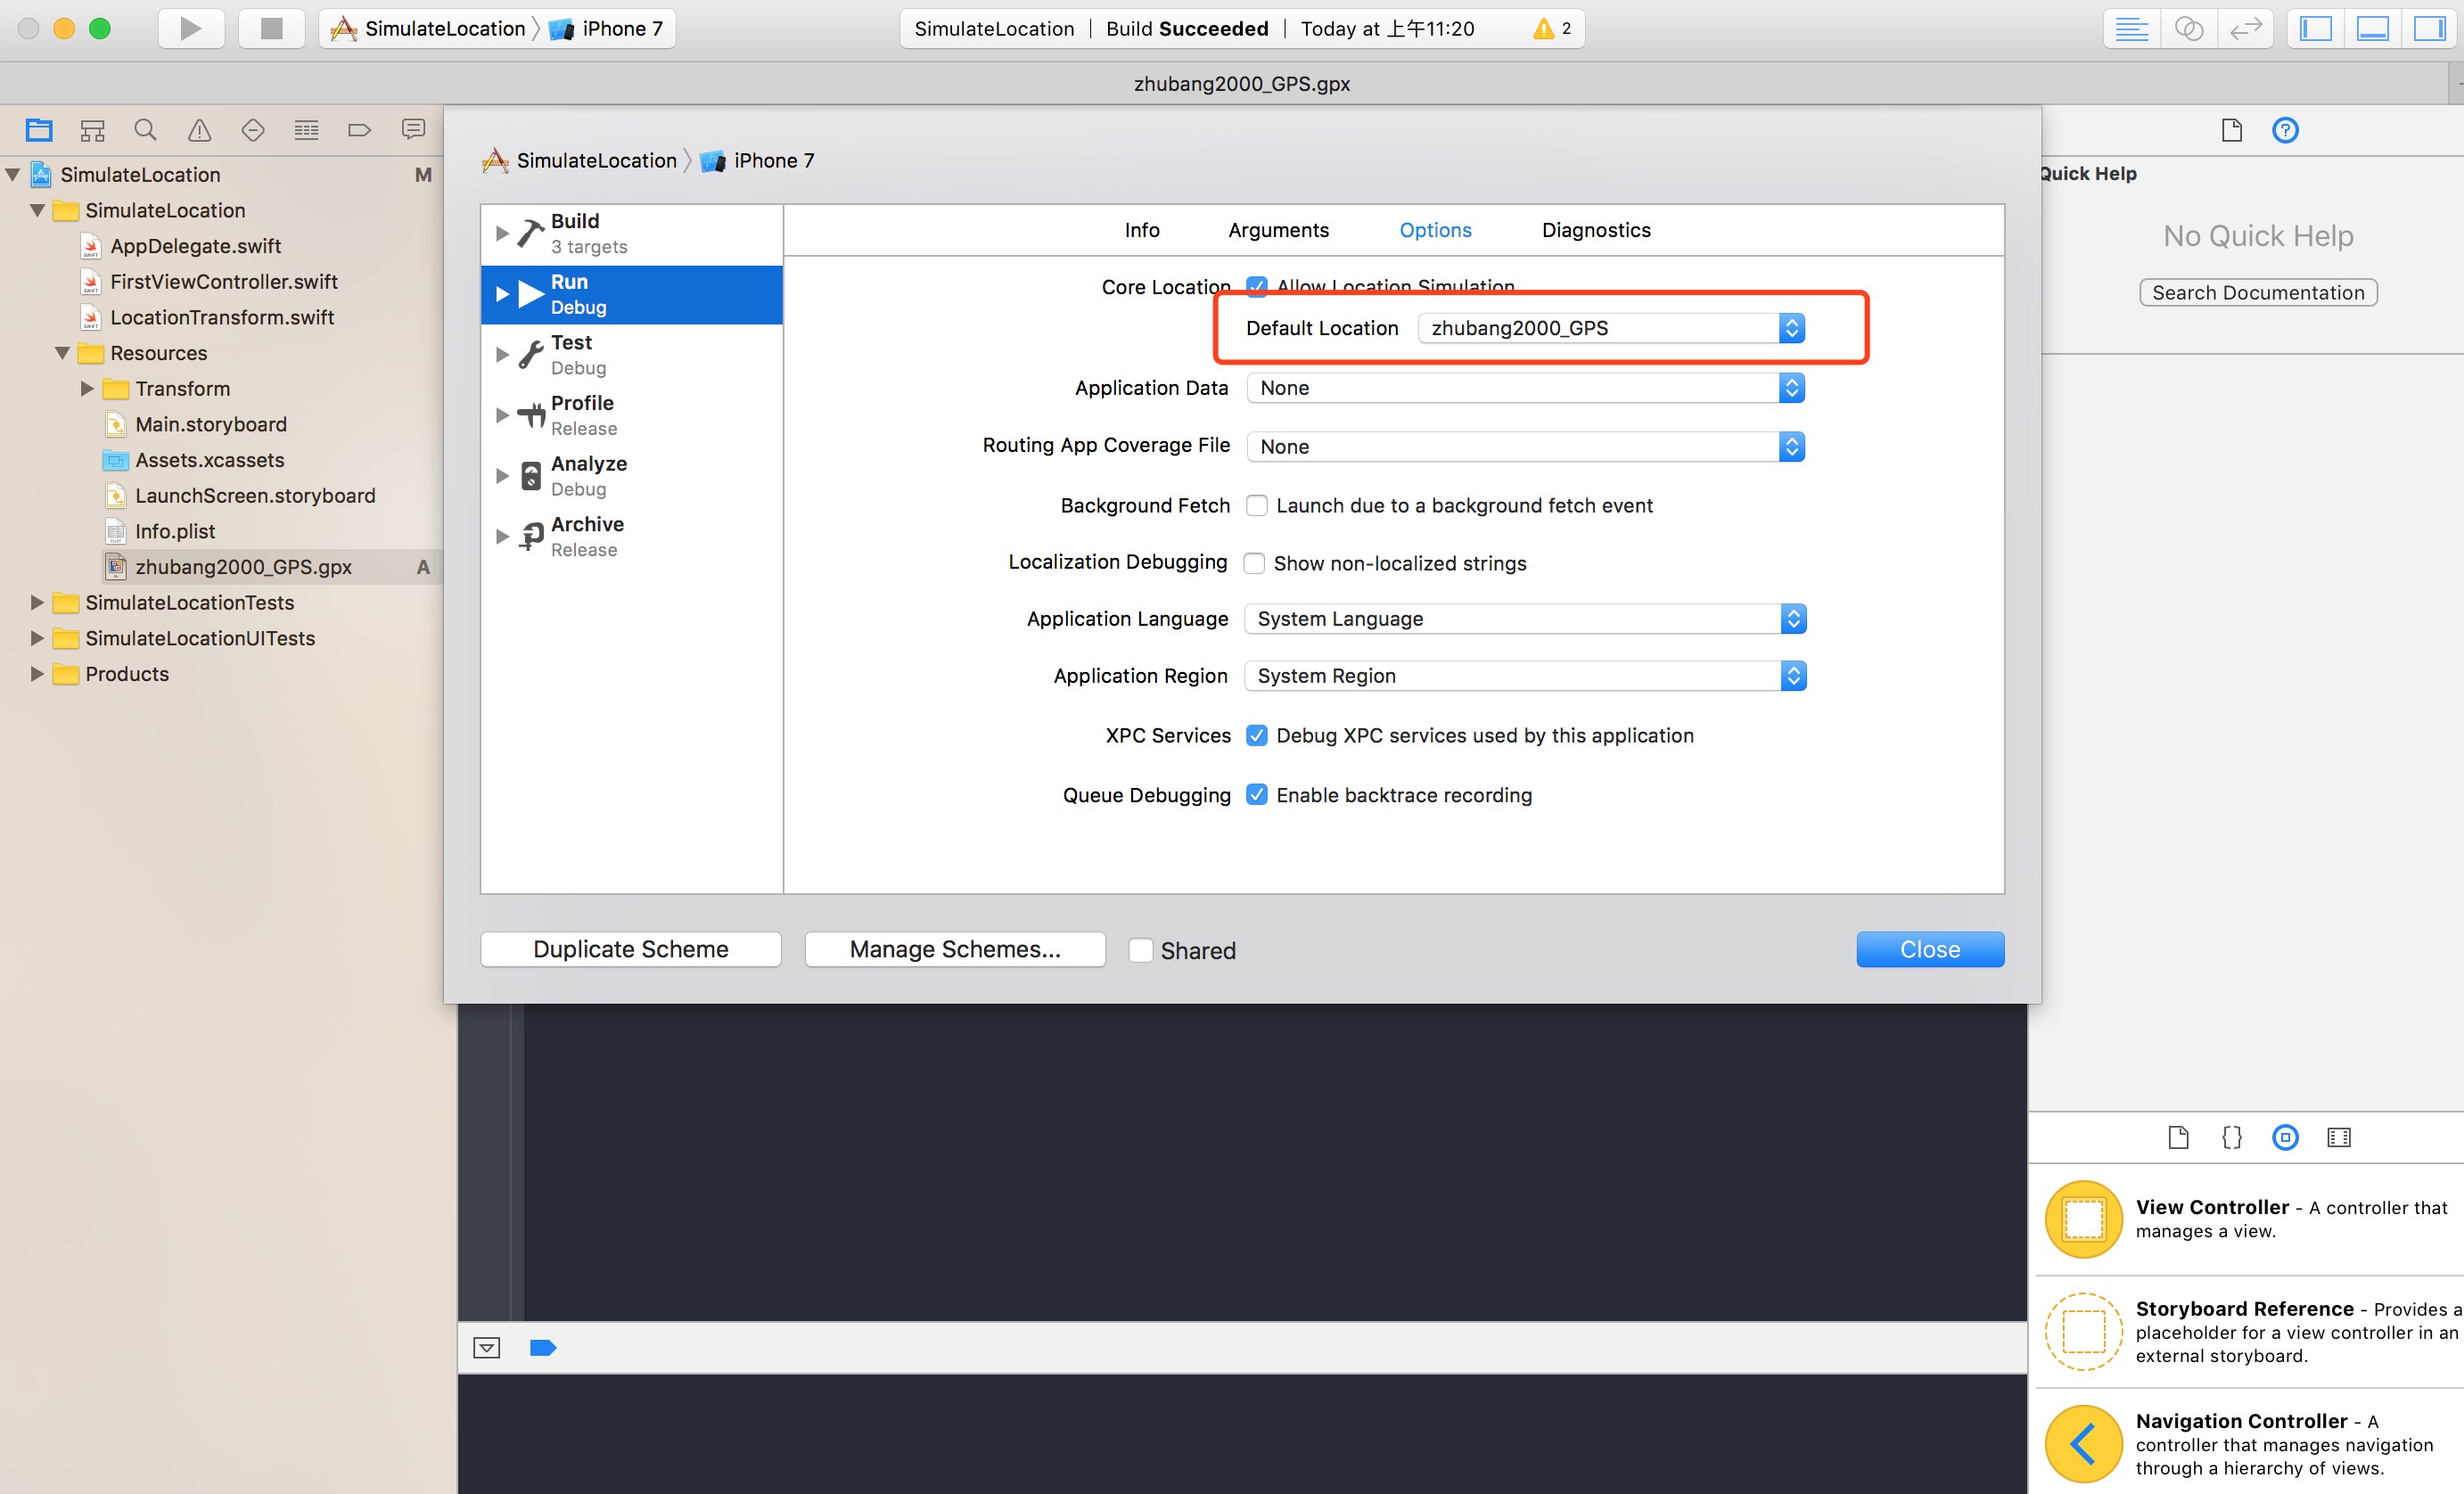 SimulateLocation
iPhone 7
SimulateLocation
Build Succeeded
Today at 上午11:20
2
zhubang2000_GPS.gpx
SimulateLocation
M
SimulateLocation
AppDelegate.swift
FirstViewController.swift
LocationTransform.swift
Resources
Transform
Main.storyboard
Assets.xcassets
LaunchScreen.storyboard
Info.plist
zhubang2000_GPS.gpx
A
SimulateLocationTests
SimulateLocationUITests
Products
SimulateLocation
iPhone 7
Build
3 targets
Run
Debug
Test
Debug
Profile
Release
Analyze
Debug
Archive
Release
Info
Arguments
Options
Diagnostics
Core Location
Allow Location Simulation
Default Location
zhubang2000_GPS
Application Data
None
Routing App Coverage File
None
Background Fetch
Launch due to a background fetch event
Localization Debugging
Show non-localized strings
Application Language
System Language
Application Region
System Region
XPC Services
Debug XPC services used by this application
Queue Debugging
Enable backtrace recording
Duplicate Scheme
Manage Schemes...
Shared
Close
Quick Help
No Quick Help
Search Documentation
View Controller - A controller that
manages a view.
Storyboard Reference - Provides a
placeholder for a view controller in an
external storyboard.
Navigation Controller - A
controller that manages navigation
through a hierarchy of views.